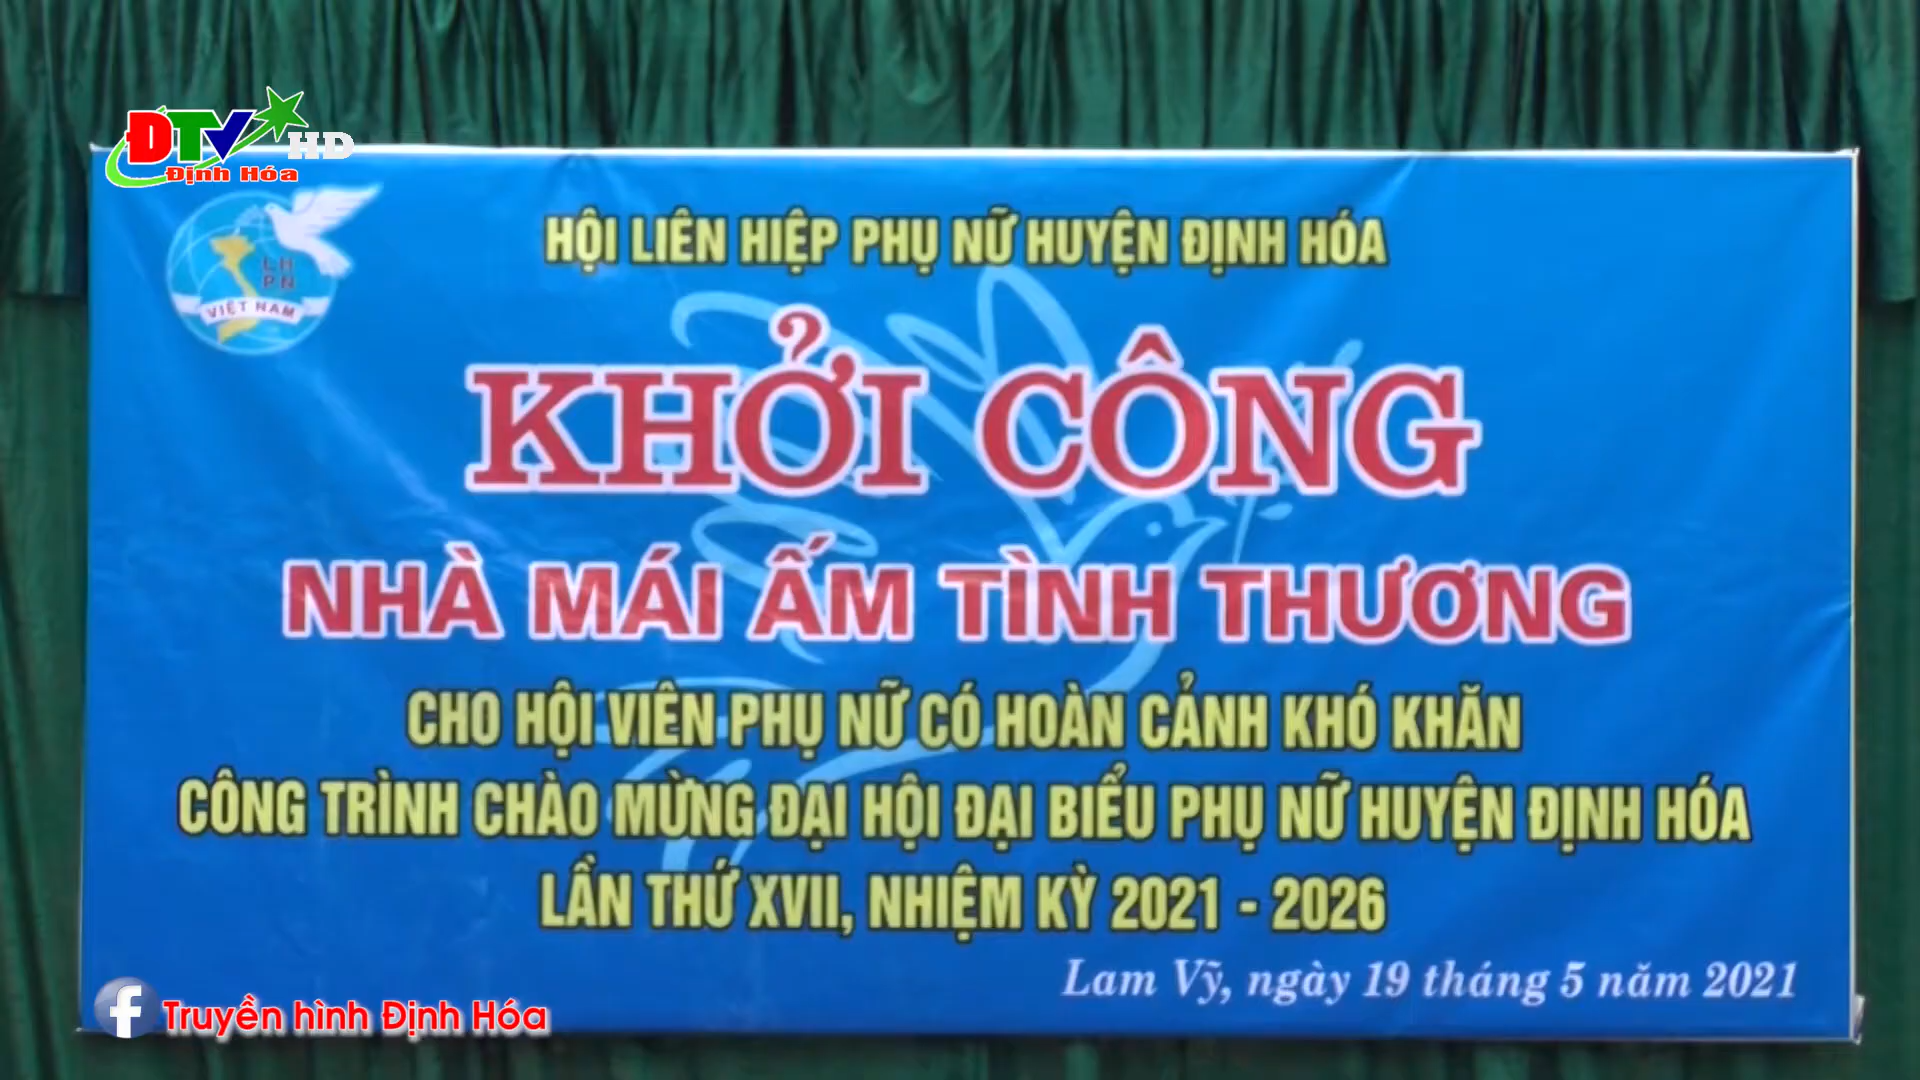 ĐTV HD
Định Hóa
LH
PN
VIỆT NAM
HỘI LIÊN HIỆP PHỤ NỮ HUYỆN ĐỊNH HÓA
KHỞI CÔNG
NHÀ MÁI ẤM TÌNH THƯƠNG
CHO HỘI VIÊN PHỤ NỮ CÓ HOÀN CẢNH KHÓ KHĂN
CÔNG TRÌNH CHÀO MỪNG ĐẠI HỘI ĐẠI BIỂU PHỤ NỮ HUYỆN ĐỊNH HÓA
LẦN THỨ XVII, NHIỆM KỲ 2021 - 2026
Lam Vỹ, ngày 19 tháng 5 năm 2021
f Truyền hình Định Hóa